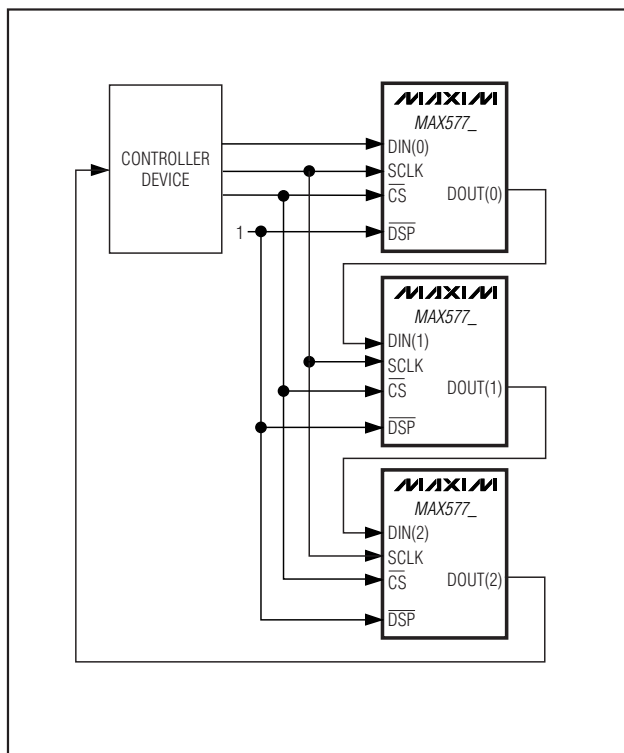 CONTROLLER
DEVICE
MAXIM
MAX577_
DIN(0)
SCLK
CS
DOUT(0)
1
DSP
MAXIM
MAX577_
DIN(1)
SCLK
CS
DOUT(1)
DSP
MAXIM
MAX577_
DIN(2)
SCLK
CS
DOUT(2)
DSP